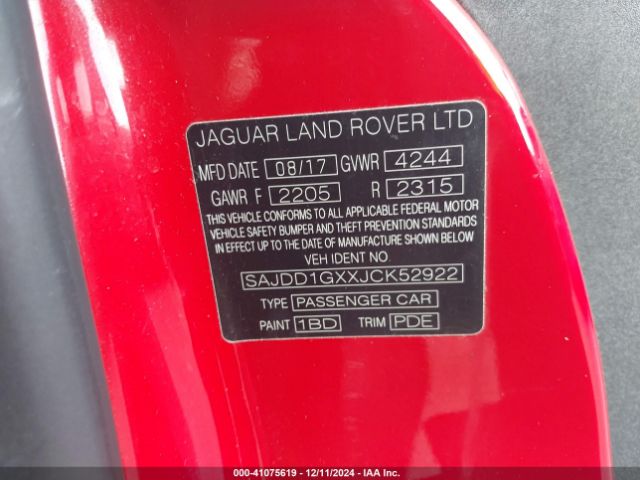 JAGUAR LAND ROVER LTD
MFD DATE 08/17 GVWR 4244
GAWR F 2205 R 2315
THIS VEHICLE CONFORMS TO ALL APPLICABLE FEDERAL MOTOR
VEHICLE SAFETY BUMPER AND THEFT PREVENTION STANDARDS
IN EFFECT UP TO THE DATE OF MANUFACTURE SHOWN BELOW
VEH IDENT NO
SAJDD1GXXJCK52922
TYPE PASSENGER CAR
PAINT 1BD TRIM PDE
000-41075619 - 12/11/2024 - IAA Inc.